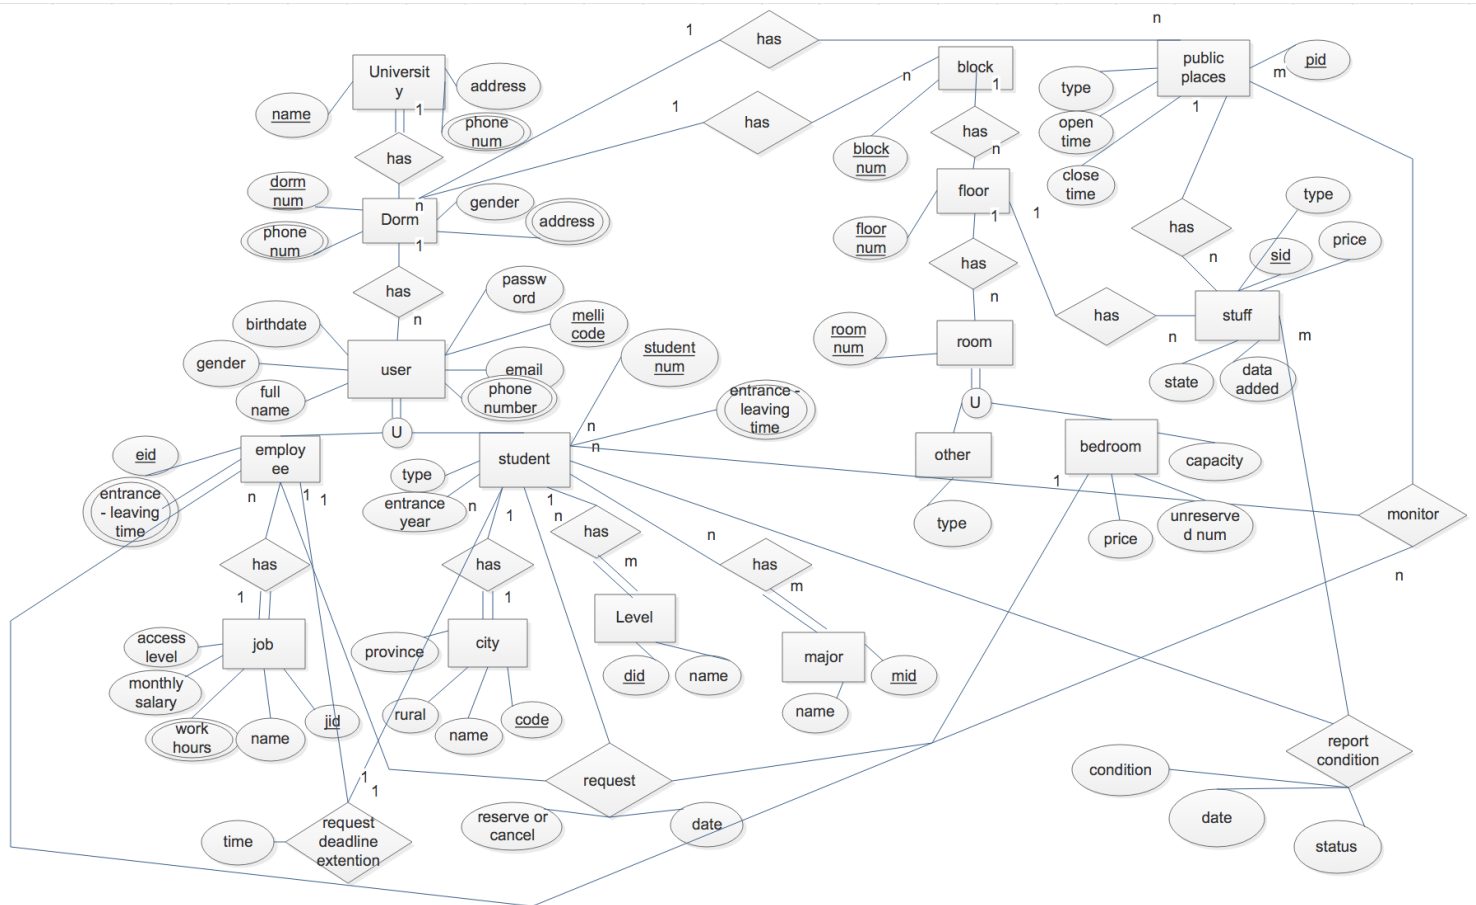 has
1
n
public
places
pid
m
Universit
y
address
name
1
phone
num
has
block
n
1
1
has
type
open
time
close
time
1
has
block
num
n
has
dorm
num
gender
n
Dorm
address
phone
num
1
floor
1
1
floor
num
has
n
type
sid
price
has
n
has
n
passw
ord
melli
code
birthdate
user
gender
full
name
email
phone
number
student
num
entrance -
leaving
time
room
num
room
has
n
stuff
m
state
data
added
U
U
n
n
eid
employ
ee
entrance
- leaving
time
n
1
1
type
entrance
year
n
student
1
1
n
other
type
bedroom
capacity
1
price
unreserve
d num
monitor
n
has
1
has
1
has
m
n
has
m
access
level
monthly
salary
work
hours
name
jid
job
province
city
rural
name
code
Level
did
name
major
name
mid
1
1
request
deadline
extention
time
request
reserve or
cancel
date
report
condition
condition
date
status